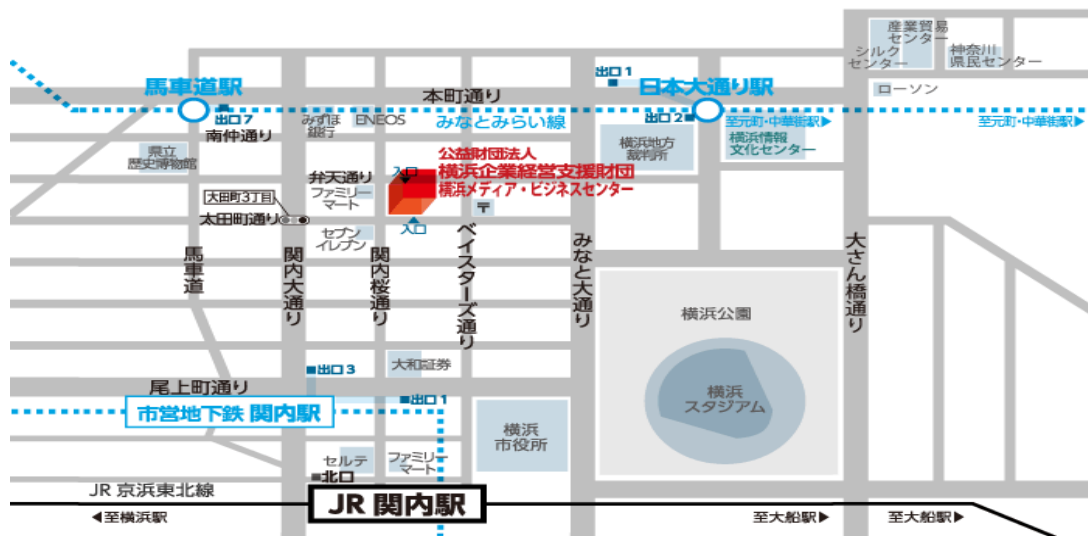 産業貿易
センター
シルク
センター
神奈川
県民センター
出口1
馬車道駅
日本大通り駅
ローソン
本町通り
出口7
みずほ
銀行
ENEOS
みなとみらい線
出口2
至元町・中華街駅▶
至元町・中華街駅▶
南仲通り
県立
歴史博物館
横浜地方
裁判所
横浜情報
文化センター
公益財団法人
横浜企業経営支援財団
横浜メディア・ビジネスセンター
弁天通り
入口
ファミリー
マート
大田町3丁目
太田町通り
〒
入口
セブン
イレブン
馬車道
関内大通り
関内桜通り
ベイスターズ通り
みなと大通り
大さん橋通り
横浜公園
横浜
スタジアム
出口3
大和証券
尾上町通り
出口1
市営地下鉄 関内駅
横浜
市役所
セルテ
ファミリー
マート
北口
JR 京浜東北線
JR 関内駅
◀至横浜駅
至大船駅▶
至大船駅▶